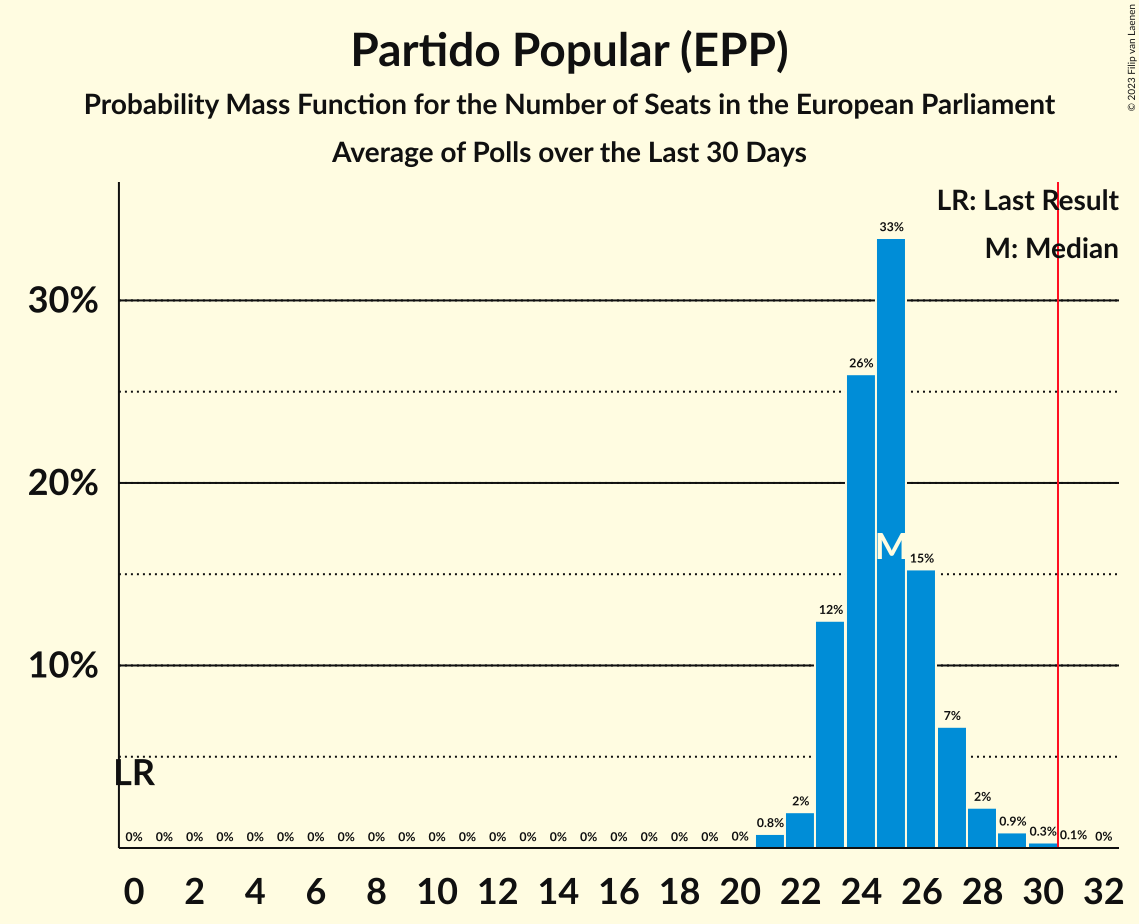 Partido Popular (EPP)
Probability Mass Function for the Number of Seats in the European Parliament
Average of Polls over the Last 30 Days
© 2023 Filip van Laenen
LR: Last Result
M: Median
33%
30%
26%
20%
M
15%
12%
10%
7%
LR
2%
2%
0.8%
0.9%
0.3%
0.1%
0% 0% 0% 0% 0% 0% 0% 0% 0% 0% 0% 0% 0% 0% 0% 0% 0% 0% 0% 0% 0% 0%
0 2 4 6 8 10 12 14 16 18 20 22 24 26 28 30 32